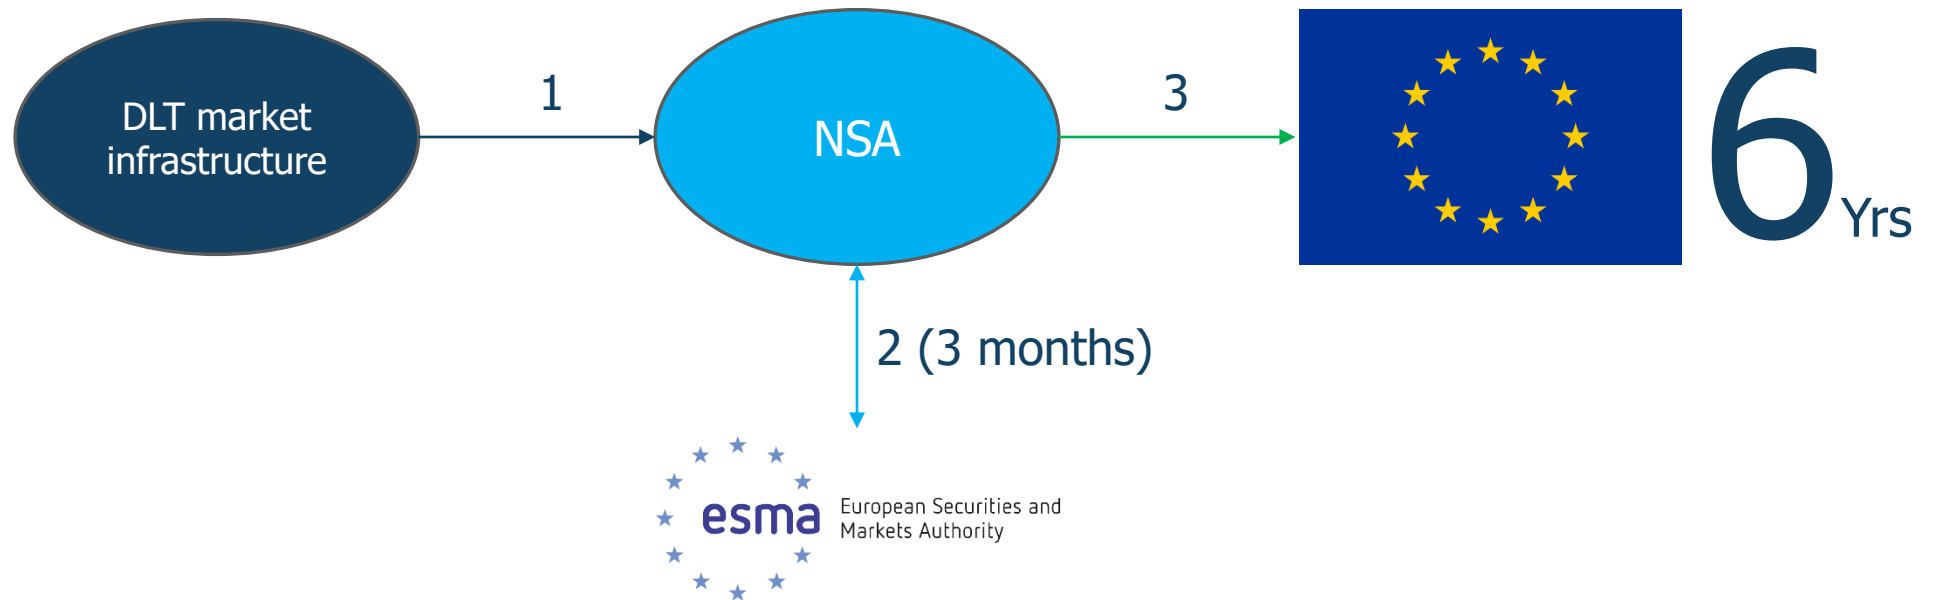 DLT market
infrastructure
1
NSA
3
6
Yrs
2 (3 months)
esma
European Securities and
Markets Authority